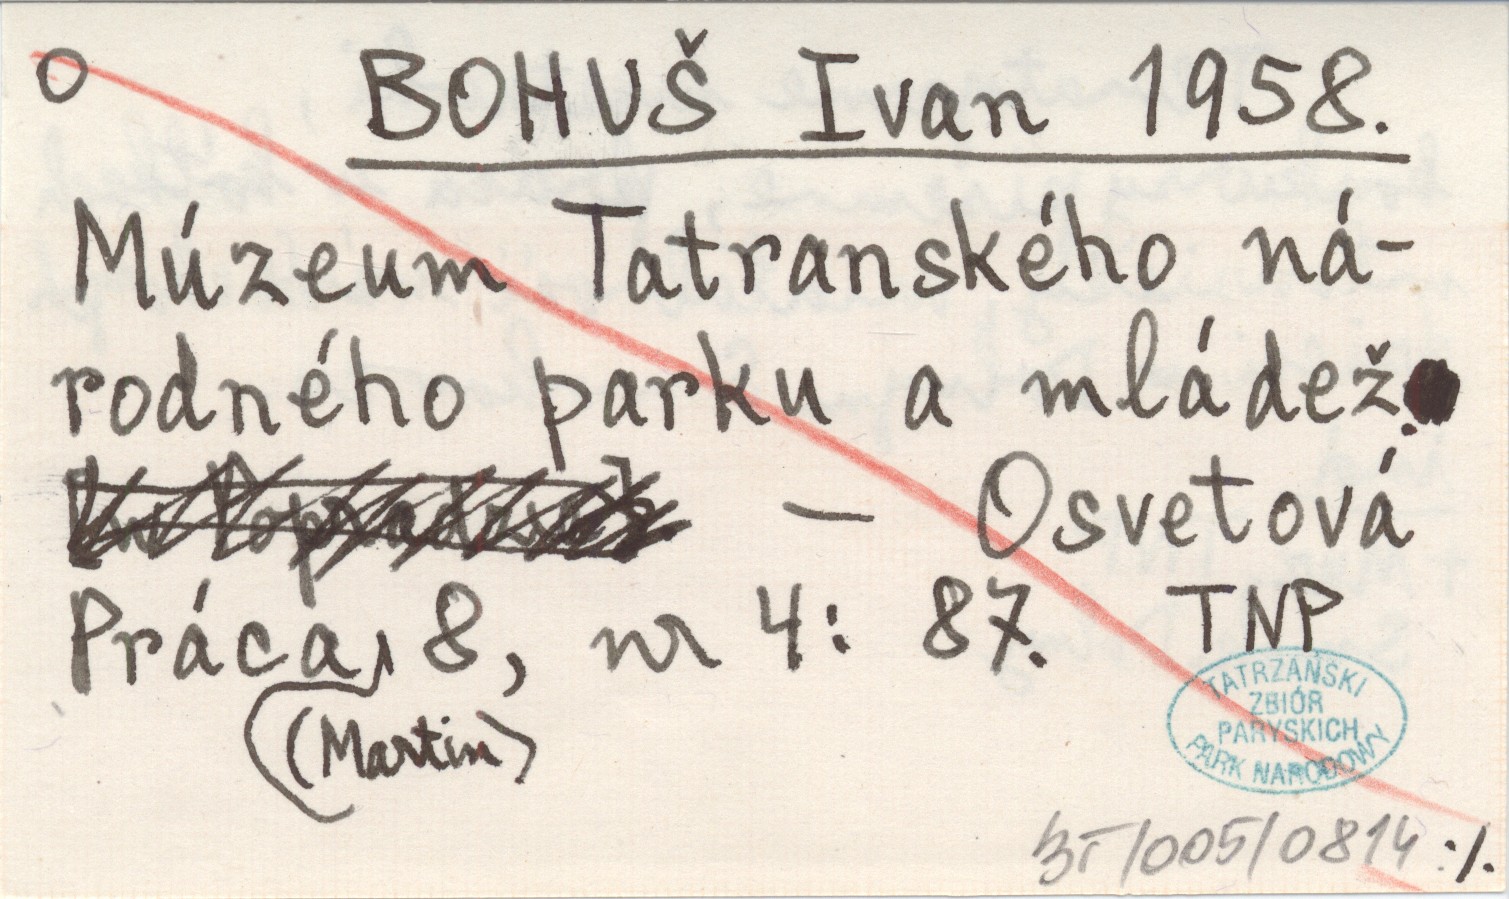 O BOHUŠ Ivan 1958.
Múzeum Tatranského ná-
rodného parku a mládež.
— Osvetová
Práca, 8, nr 4: 87. TNP
(Martin)
TATRZAŃSKI
ZBIÓR
PARYSKICH
PARK NARODOWY
BT/005/0814 ./.